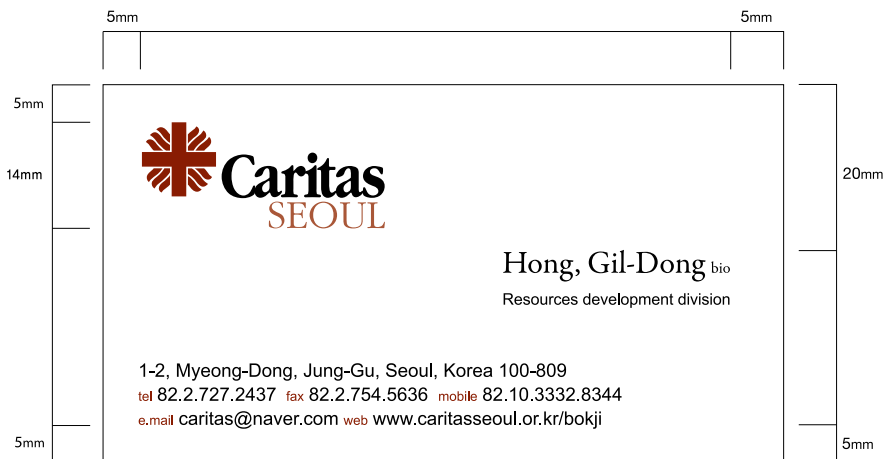 5mm 5mm
5mm
14mm
20mm
Caritas
SEOUL
Hong, Gil-Dong bio
Resources development division
1-2, Myeong-Dong, Jung-Gu, Seoul, Korea 100-809
tel 82.2.727.2437 fax 82.2.754.5636 mobile 82.10.3332.8344
e.mail caritas@naver.com web www.caritasseoul.or.kr/bokji
5mm 5mm